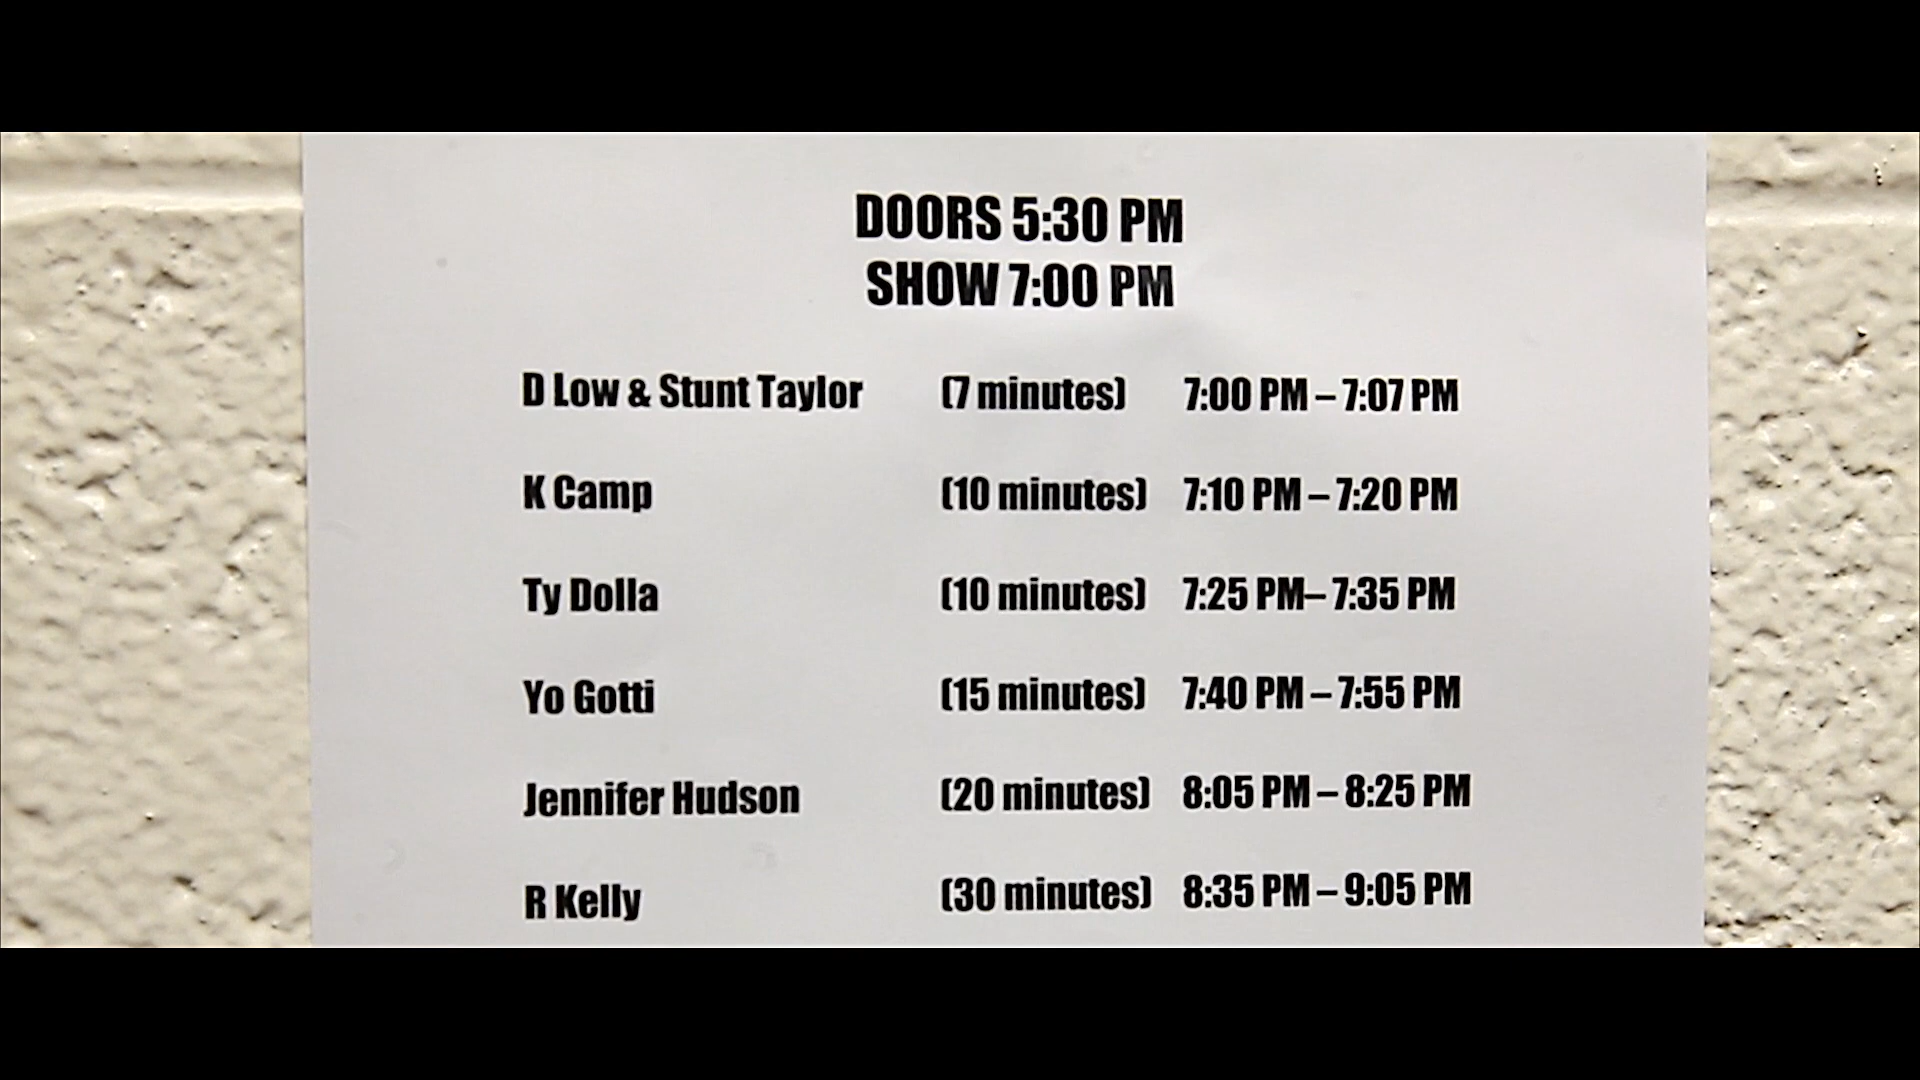 DOORS 5:30 PM
SHOW 7:00 PM
D Low & Stunt Taylor (7 minutes) 7:00 PM – 7:07 PM
K Camp (10 minutes) 7:10 PM – 7:20 PM
Ty Dolla (10 minutes) 7:25 PM– 7:35 PM
Yo Gotti (15 minutes) 7:40 PM – 7:55 PM
Jennifer Hudson (20 minutes) 8:05 PM – 8:25 PM
R Kelly (30 minutes) 8:35 PM – 9:05 PM